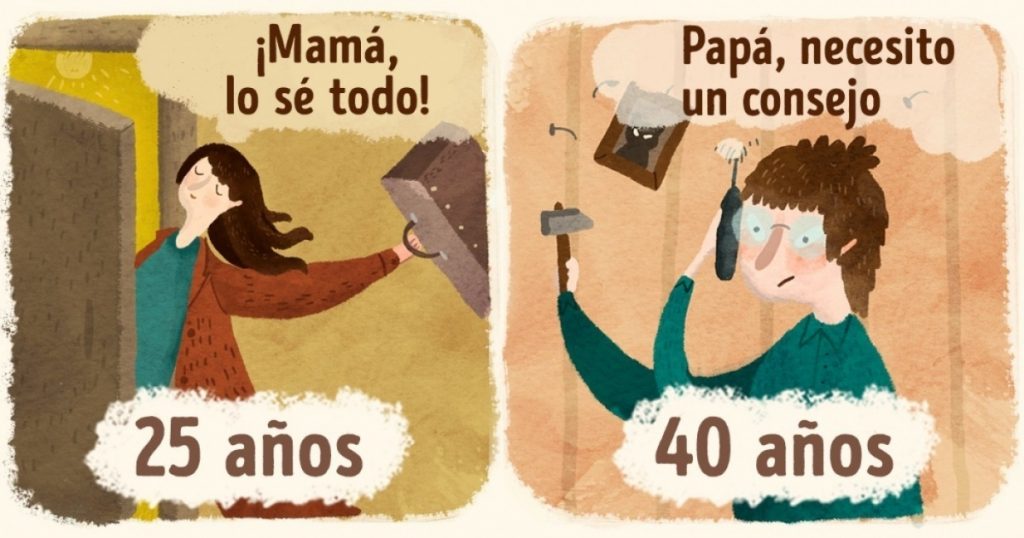 ¡Mamá,
lo sé todo!
25 años
Papá, necesito
un consejo
40 años